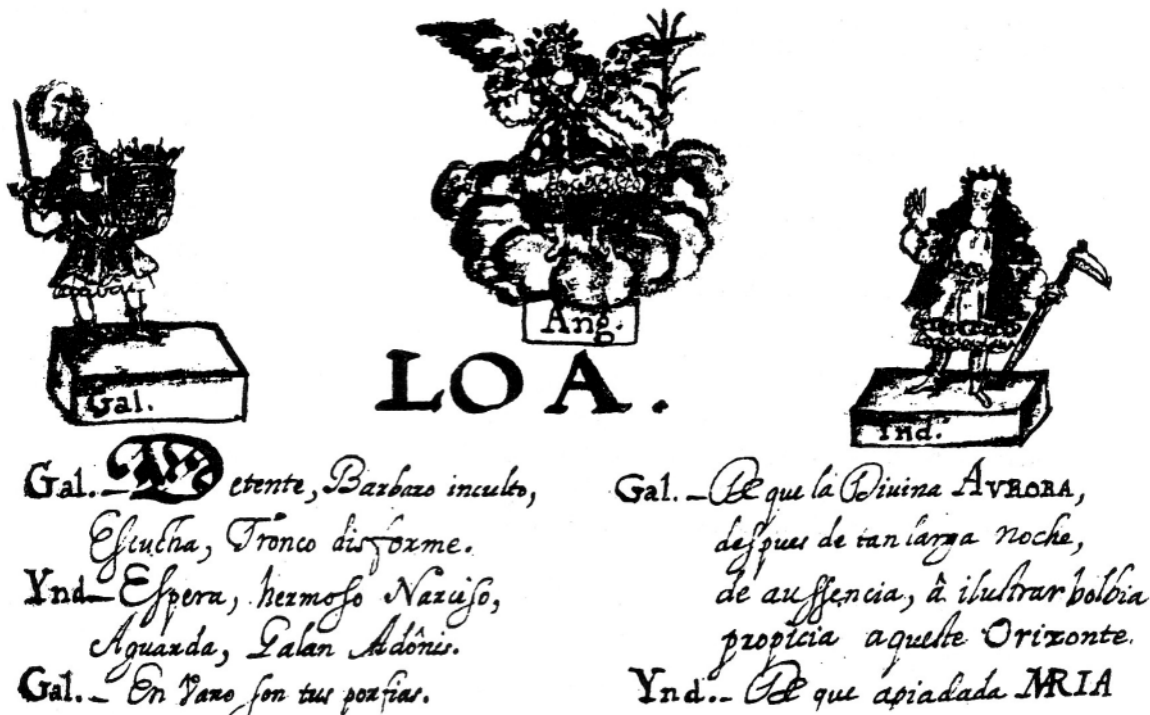 Gal.
Ang.
Ynd.
LOA.
Gal. – Detente, Barbaro inculto,
Escucha, Tronco disforme.
Ynd – Espera, hermoso Narciso,
Aguarda, Galan Adônis.
Gal. – En vano son tus porfias.
Gal. – De que la Divina AVRORA,
despues de tan larga noche,
de aussencia, â ilustrar bolbia
propicia aqueste Orizonte.
Ynd. – De que apiadada MRIA